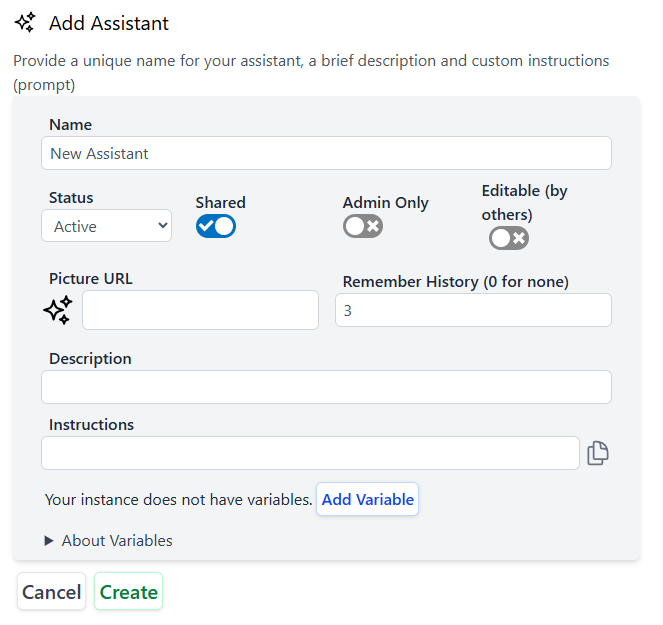 Add Assistant
Provide a unique name for your assistant, a brief description and custom instructions
(prompt)
Name
New Assistant
Status
Shared
Admin Only
Editable (by
others)
Active
Picture URL
Remember History (0 for none)
3
Description
Instructions
Your instance does not have variables. Add Variable
About Variables
Cancel Create